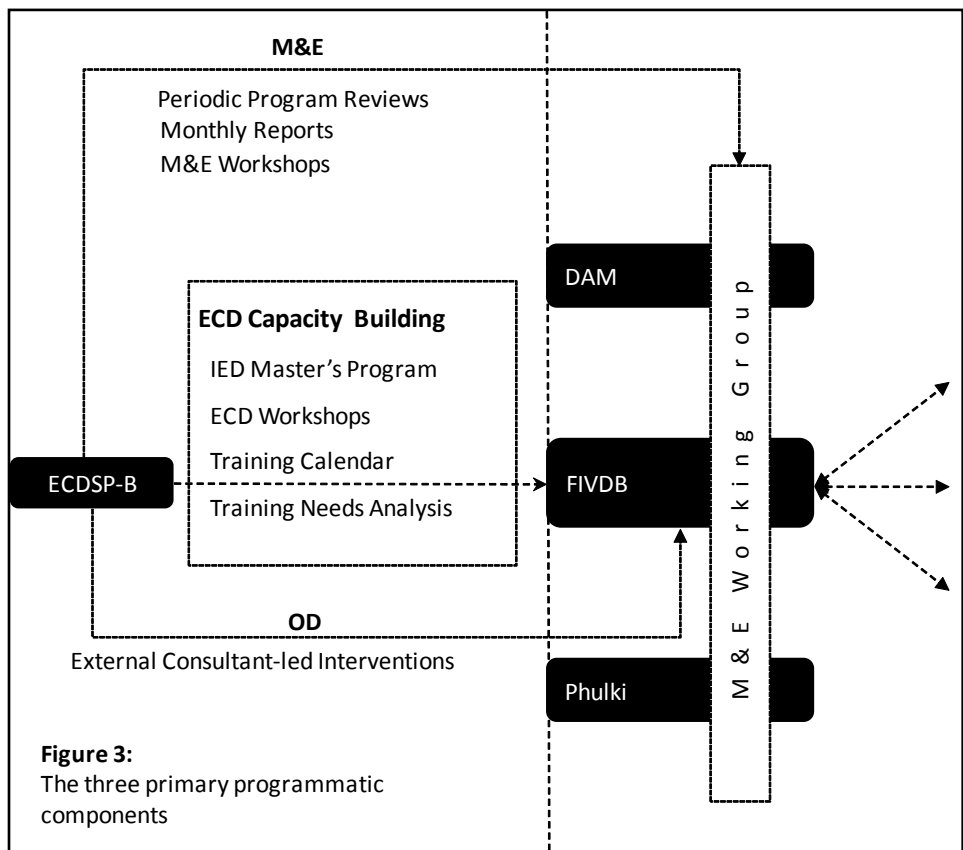 M&E
Periodic Program Reviews
Monthly Reports
M&E Workshops
DAM
ECD Capacity Building
IED Master’s Program
ECD Workshops
Training Calendar
ECDSP-B
FIVDB
Training Needs Analysis
M&E Working Group
OD
External Consultant-led Interventions
Phulki
Figure 3:
The three primary programmatic
components